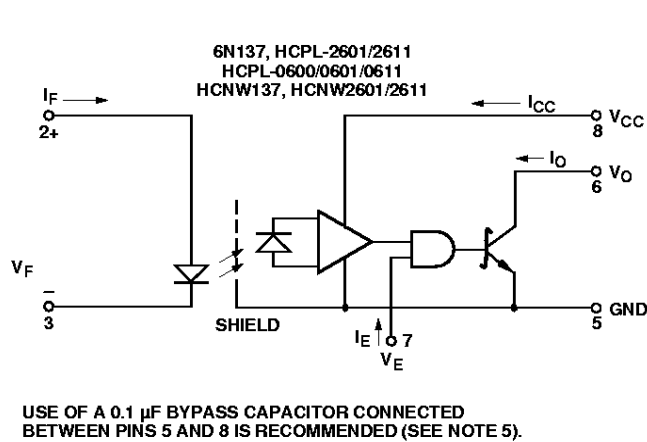 6N137, HCPL-2601/2611
HCPL-0600/0601/0611
HCNW137, HCNW2601/2611
IF
ICC
2+
8
VCC
IO
6
VO
VF
–
3
SHIELD
IE
7
VE
5
GND
USE OF A 0.1 µF BYPASS CAPACITOR CONNECTED
BETWEEN PINS 5 AND 8 IS RECOMMENDED (SEE NOTE 5).